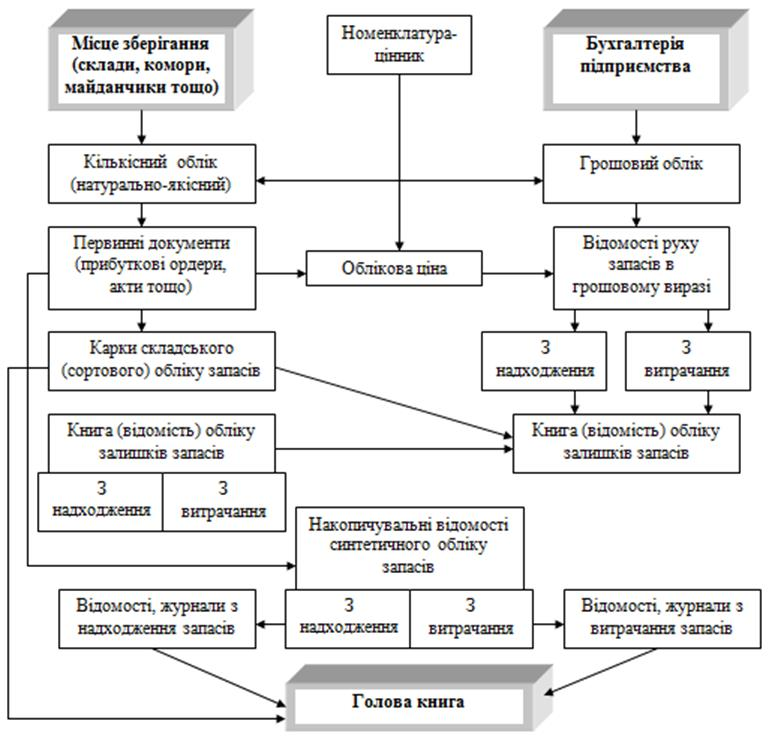 Місце зберігання
(склади, комори,
майданчики тощо)
Номенклатура-
цінник
Бухгалтерія
підприємства
Кількісний облік
(натурально-якісний)
Грошовий облік
Первинні документи
(прибуткові ордери,
акти тощо)
Облікова ціна
Відомості руху
запасів в
грошовому виразі
Карки складського
(сортового) обліку запасів
З
надходження
З
витрачання
Книга (відомість) обліку
залишків запасів
Книга (відомість) обліку
залишків запасів
З
надходження
З
витрачання
Накопичувальні відомості
синтетичного обліку
запасів
Відомості, журнали з
надходження запасів
З
надходження
З
витрачання
Відомості, журнали з
витрачання запасів
Голова книга